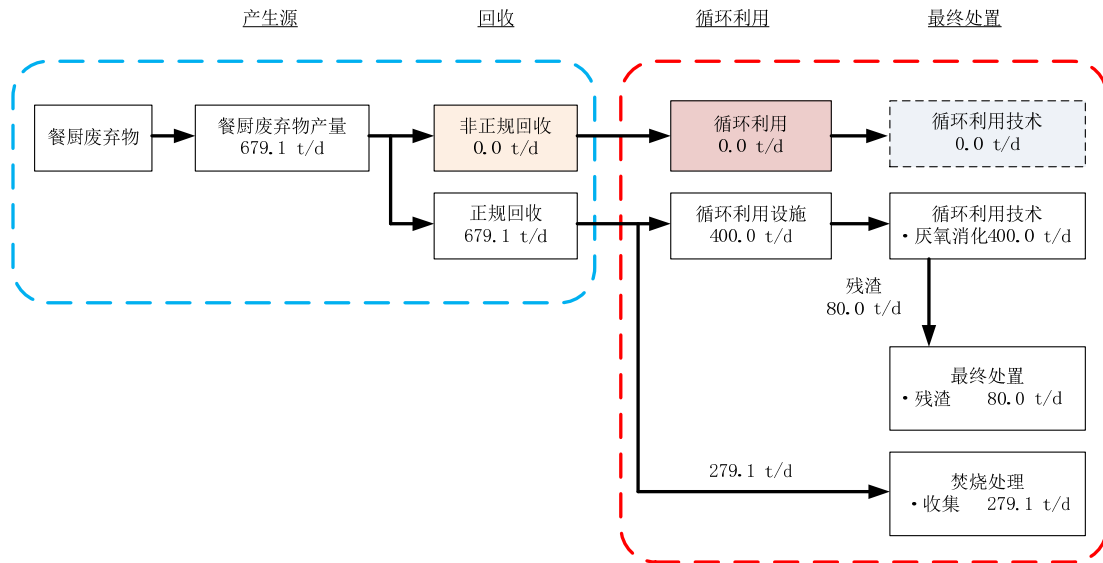 产生源
回收
循环利用
最终处置
餐厨废弃物
餐厨废弃物产量
679.1 t/d
非正规回收
0.0 t/d
循环利用
0.0 t/d
循环利用技术
0.0 t/d
正规回收
679.1 t/d
循环利用设施
400.0 t/d
循环利用技术
·厌氧消化400.0 t/d
残渣
80.0 t/d
最终处置
·残渣 80.0 t/d
279.1 t/d
焚烧处理
·收集 279.1 t/d